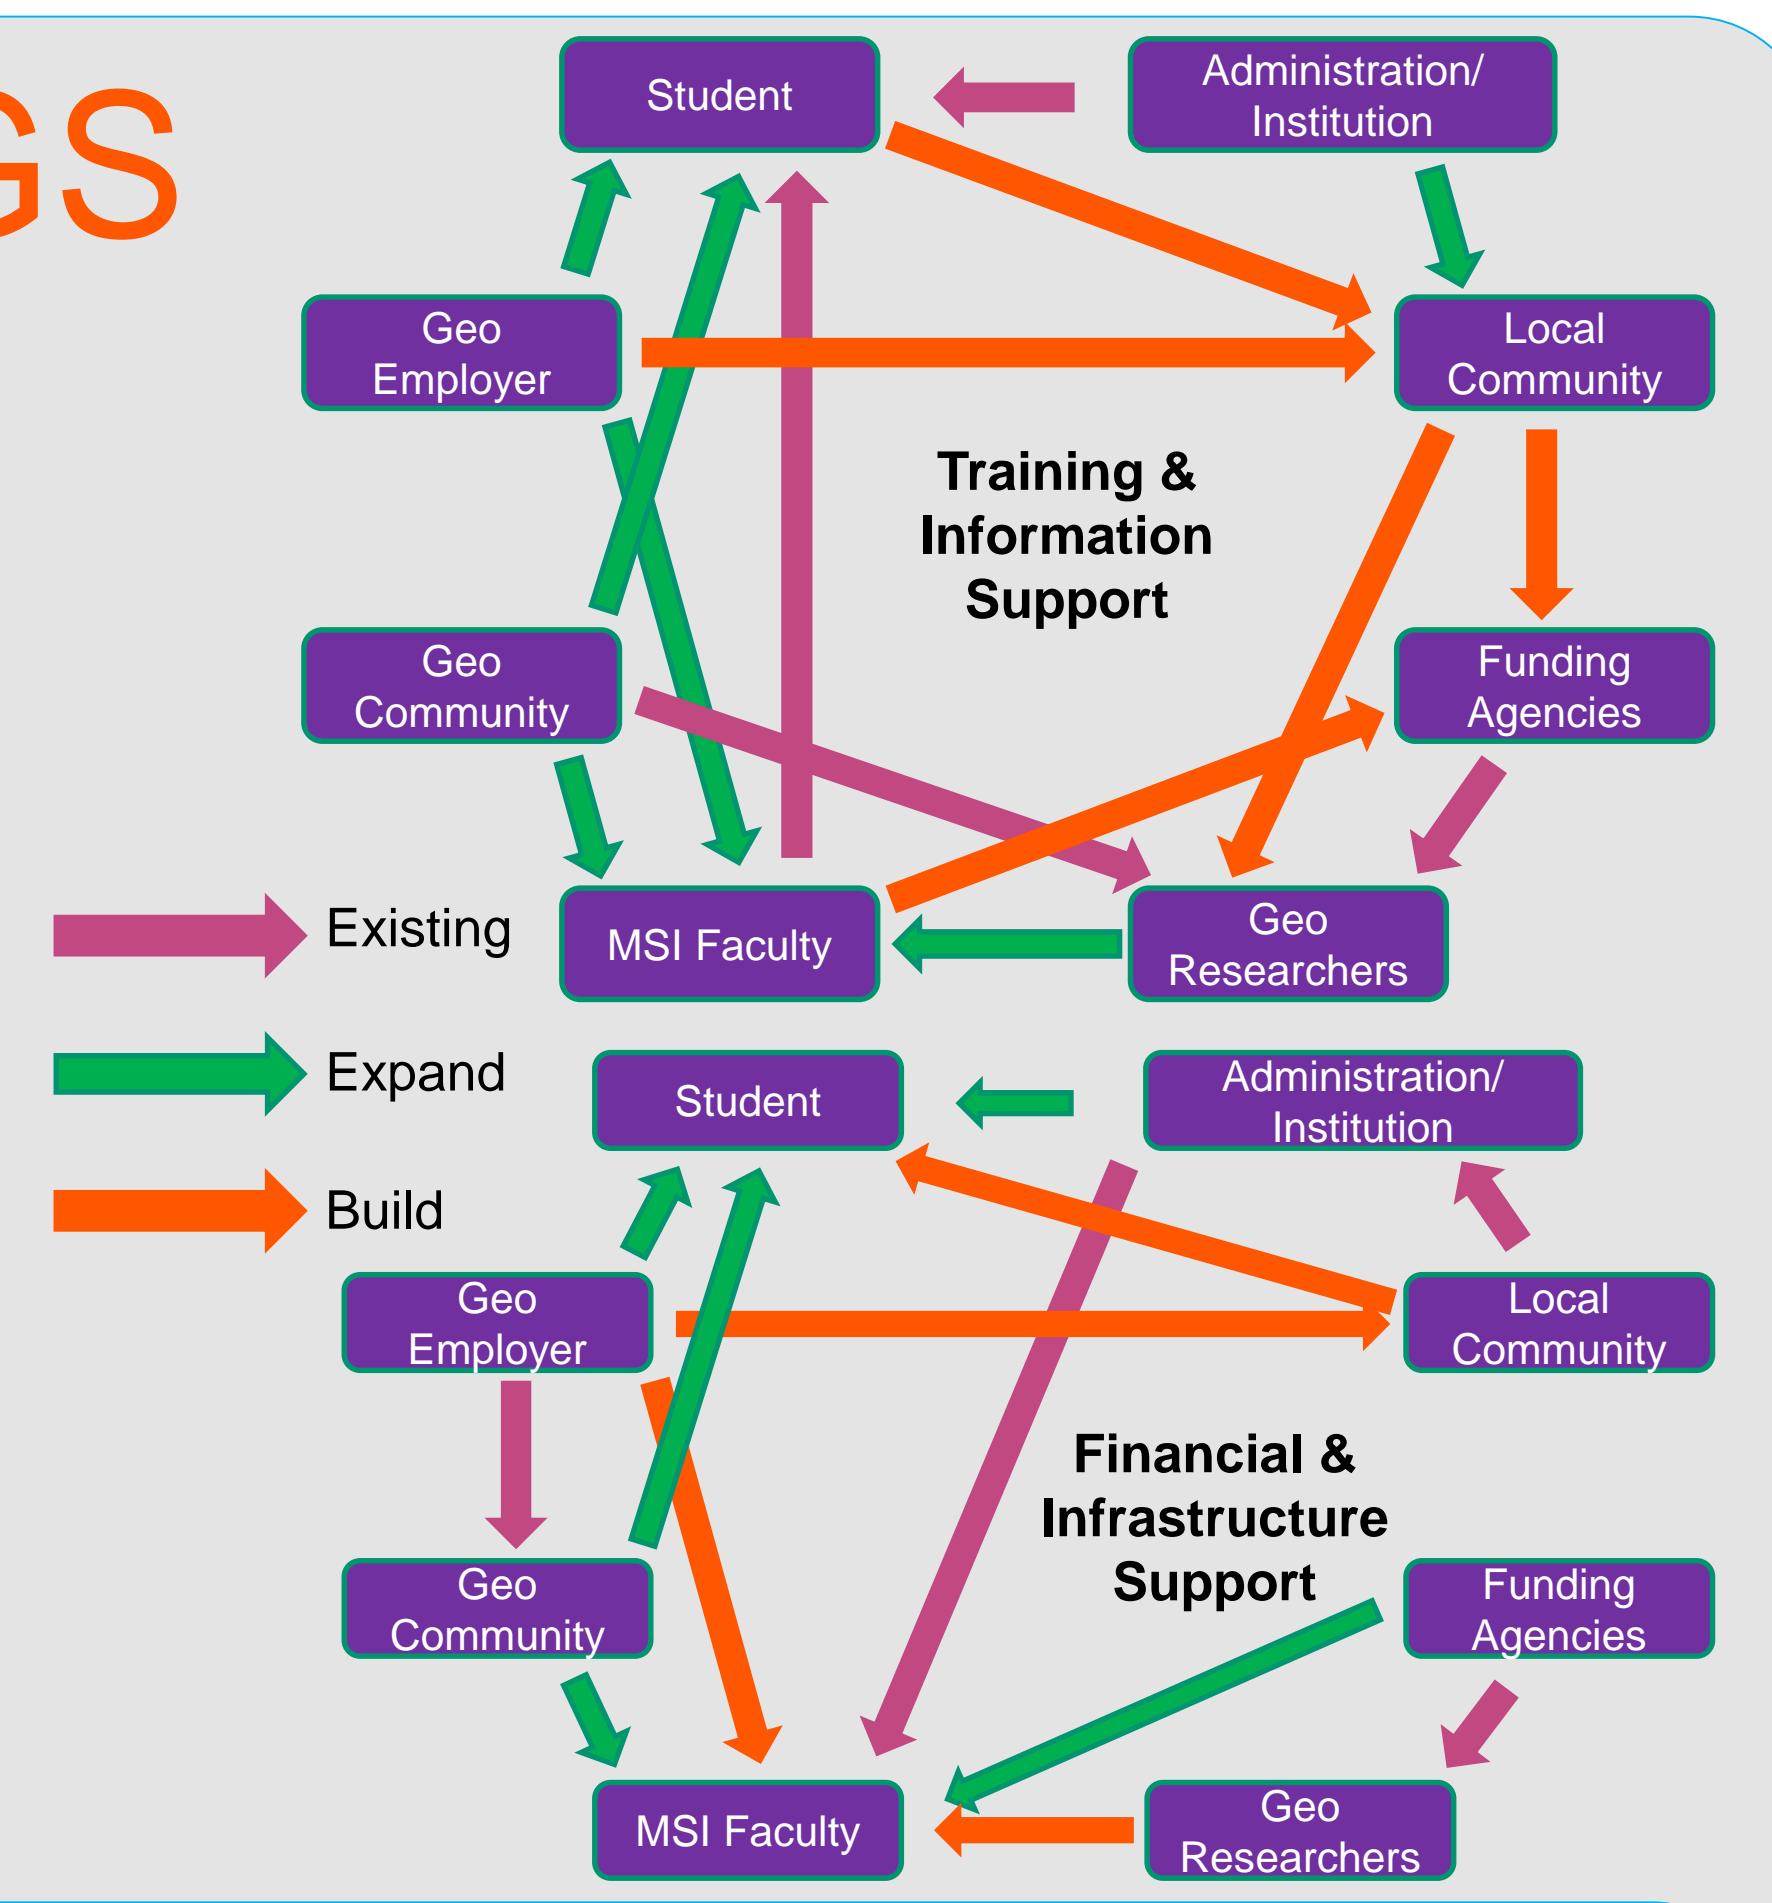 GS
Student
Administration/
Institution
Geo
Employer
Local
Community
Training &
Information
Support
Geo
Community
Funding
Agencies
Existing
MSI Faculty
Geo
Researchers
Expand
Student
Administration/
Institution
Build
Geo
Employer
Local
Community
Financial &
Infrastructure
Support
Geo
Community
Funding
Agencies
MSI Faculty
Geo
Researchers